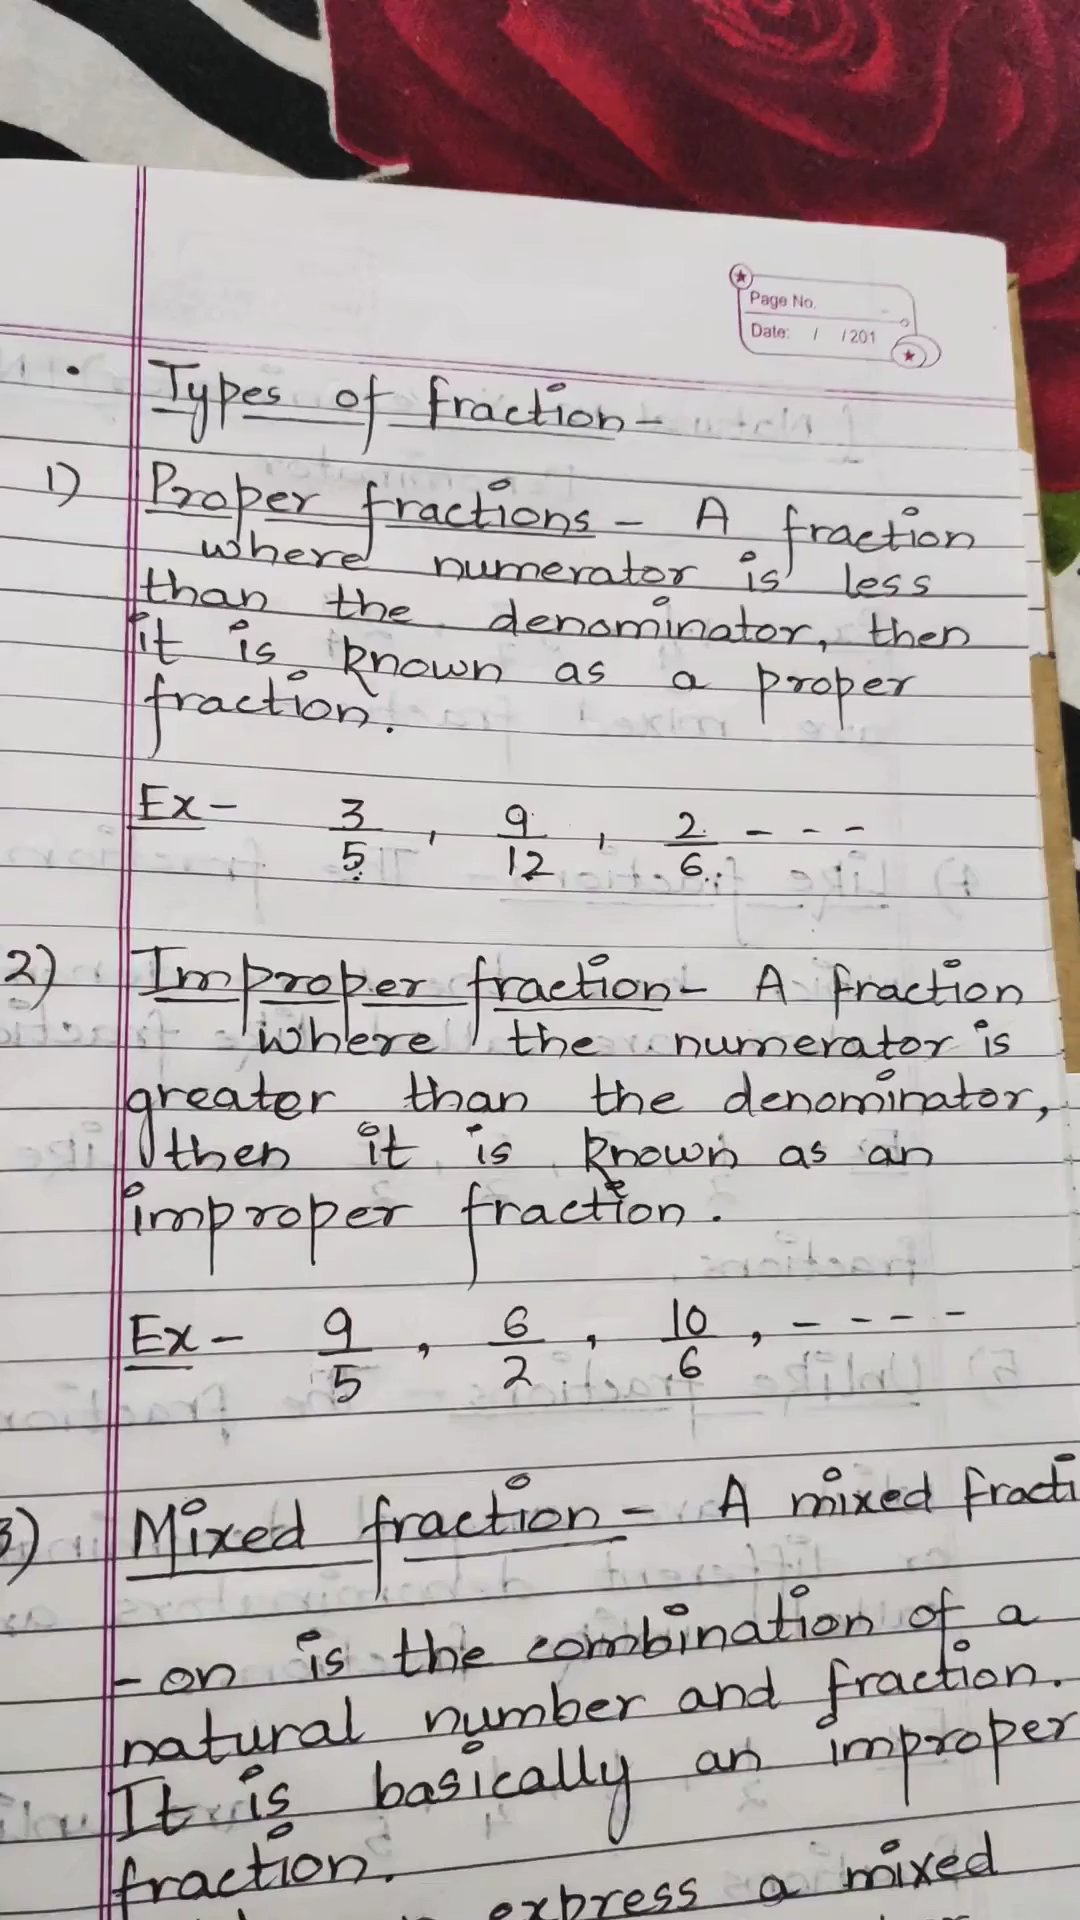 Page No.
Date: / /201
• Types of fraction -
1) Proper fractions - A fraction
where numerator is less
than the denominator, then
it is known as a proper
fraction.
Ex- 3/5, 9/12, 2/6 - - -
2) Improper fraction - A fraction
where the numerator is
greater than the denominator,
then it is known as an
improper fraction.
Ex- 9/5, 6/2, 10/6, - - - -
3) Mixed fraction - A mixed fracti
-on is the combination of a
natural number and fraction.
It is basically an improper
fraction.
express a mixed